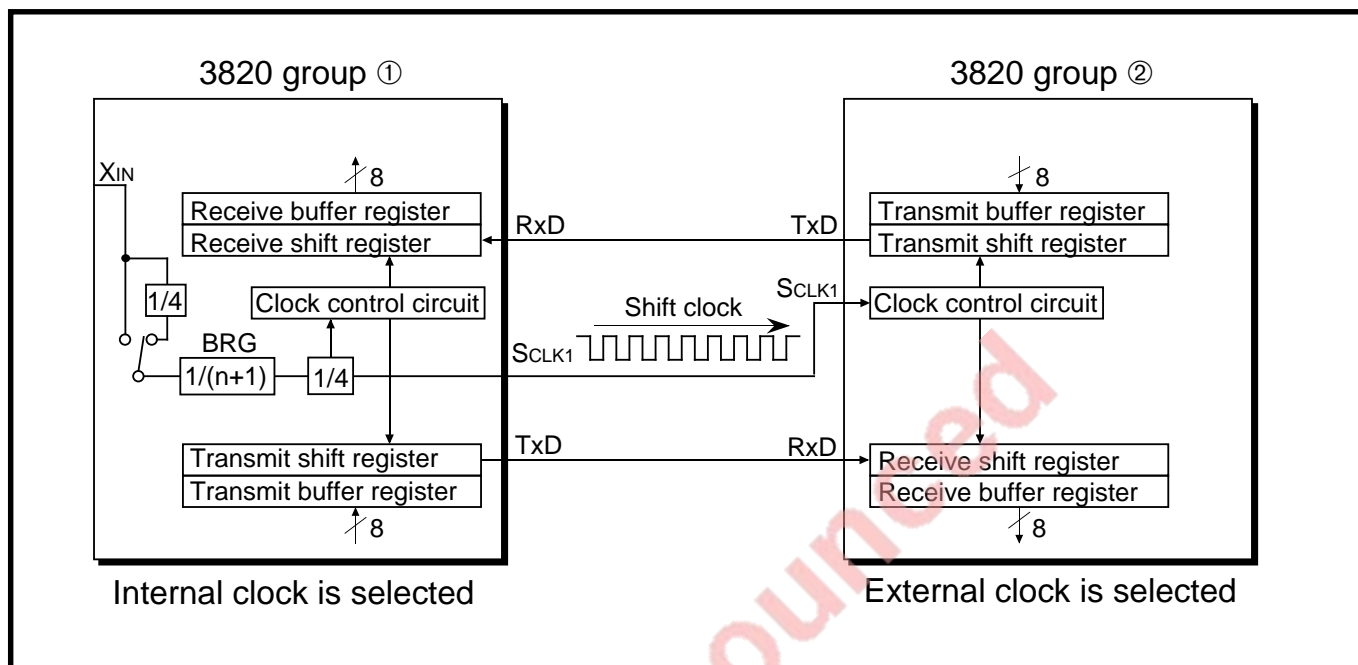 3820 group ①
3820 group ②
XIN
8
Receive buffer register
Receive shift register
RxD
TxD
8
Transmit buffer register
Transmit shift register
1/4
Clock control circuit
Shift clock
SCLK1
Clock control circuit
BRG
1/(n+1)
1/4
SCLK1
Transmit shift register
Transmit buffer register
8
TxD
RxD
Receive shift register
Receive buffer register
8
Internal clock is selected
External clock is selected
ounced